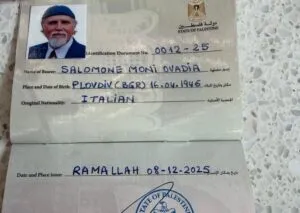 دولة فلسطين
STATE OF PALESTINE
Identification Document No: 0012-25
Name of Bearer: SALOMONE MONI OVADIA
Place and Date of Birth: PLOVDIV (BGR) 16.04.1946
Original Nationality: ITALIAN
Date and Place issue: RAMALLAH 08-12-2025
STATE OF PALESTINE